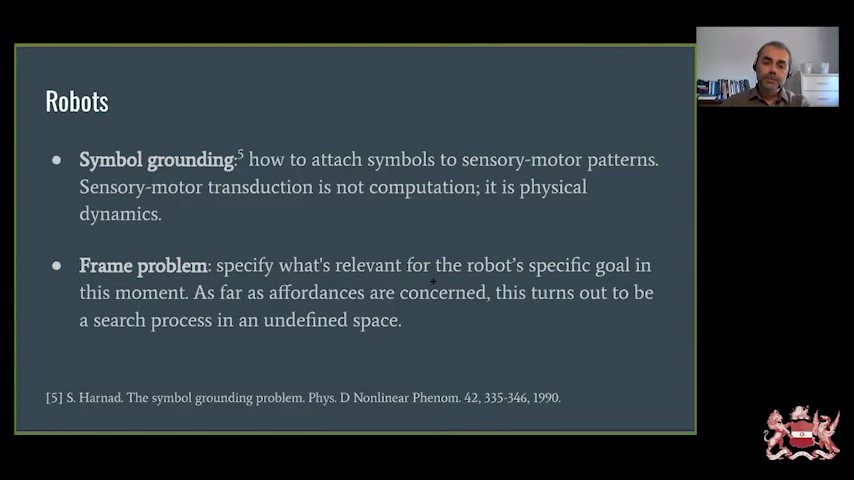 Robots
● Symbol grounding:5 how to attach symbols to sensory-motor patterns.
Sensory-motor transduction is not computation; it is physical
dynamics.
● Frame problem: specify what's relevant for the robot's specific goal in
this moment. As far as affordances are concerned, this turns out to be
a search process in an undefined space.
[5] S. Harnad. The symbol grounding problem. Phys. D Nonlinear Phenom. 42, 335-346, 1990.